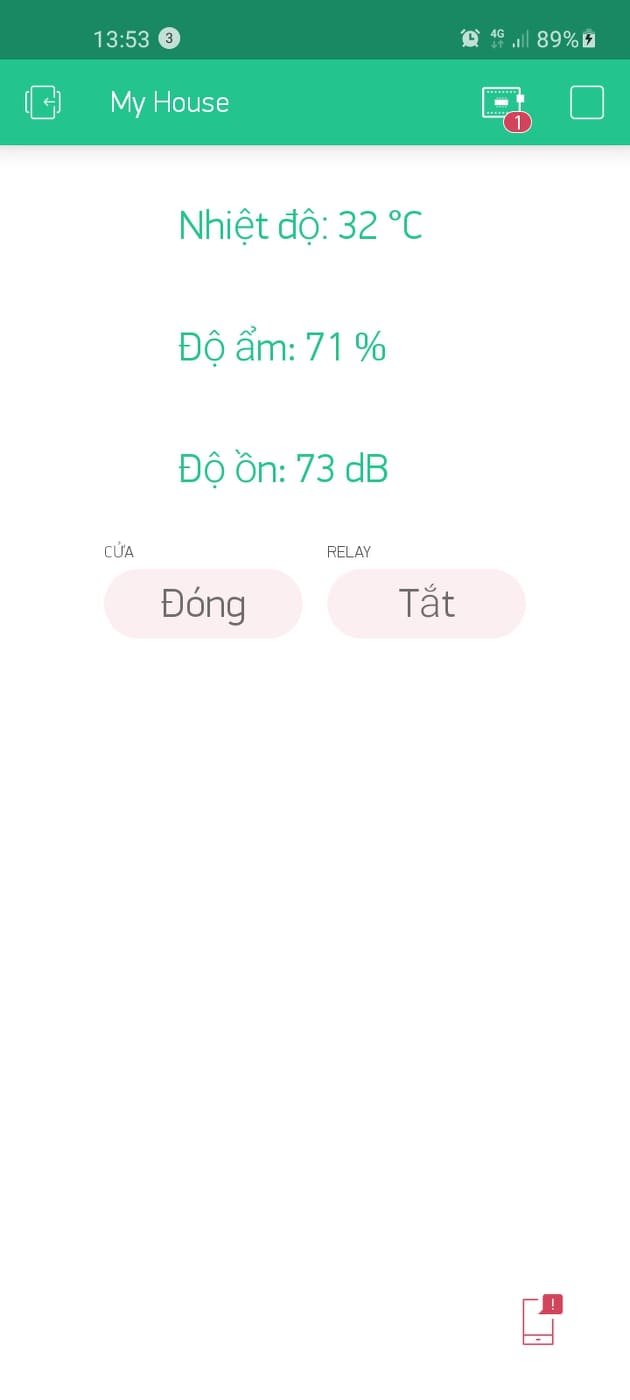 13:53 3 4G 89%
My House
1
Nhiệt độ: 32 °C
Độ ẩm: 71 %
Độ ồn: 73 dB
CỬA RELAY
Đóng Tắt
!